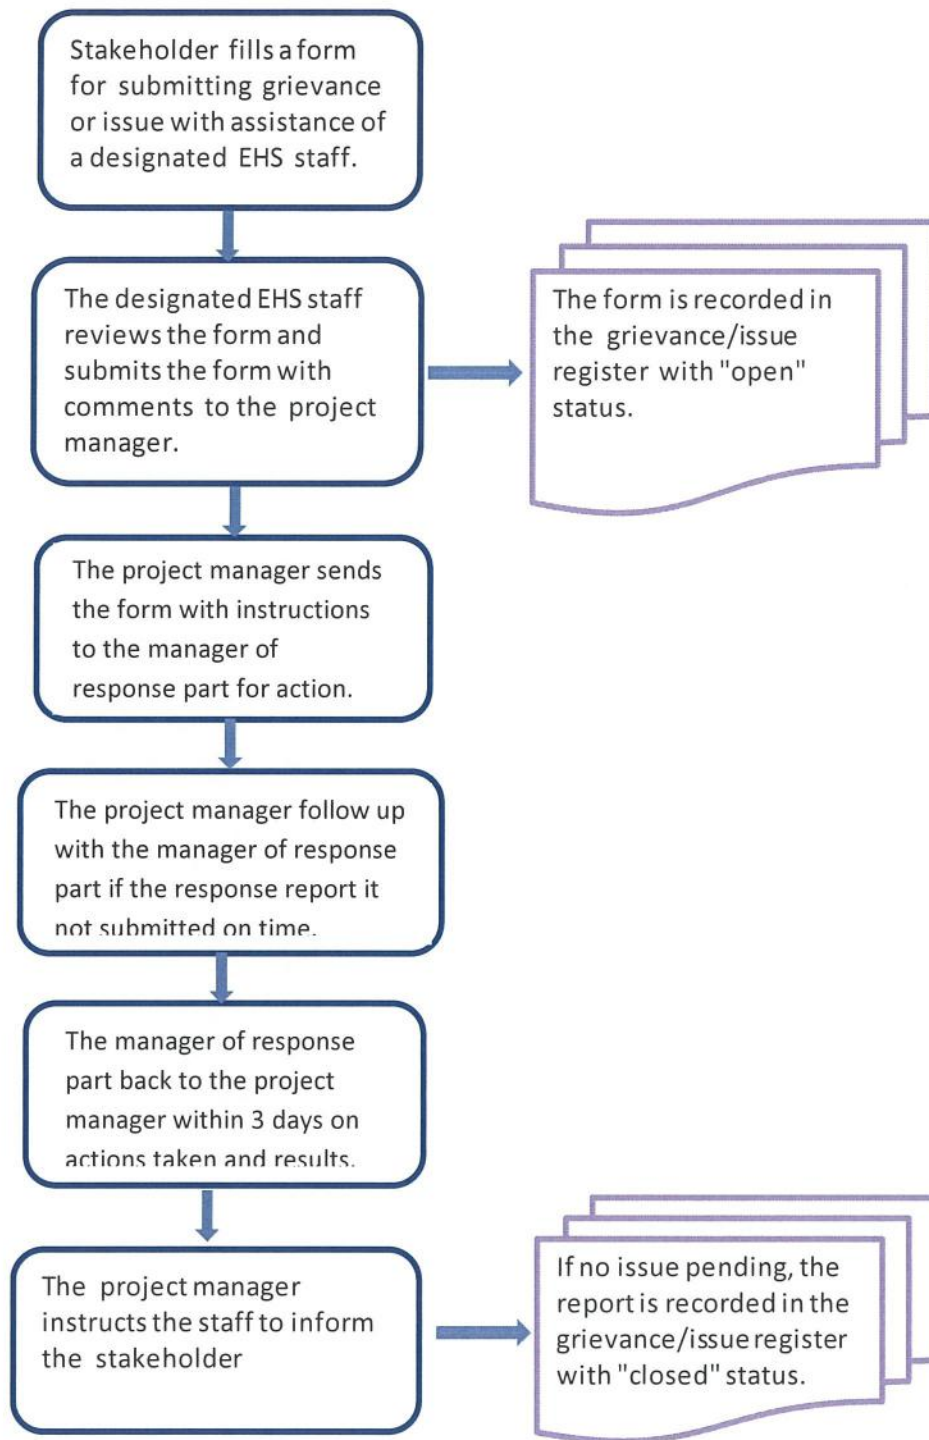 Stakeholder fills a form
for submitting grievance
or issue with assistance of
a designated EHS staff.
The designated EHS staff
reviews the form and
submits the form with
comments to the project
manager.
The form is recorded in
the grievance/issue
register with "open"
status.
The project manager sends
the form with instructions
to the manager of
response part for action.
The project manager follow up
with the manager of response
part if the response report it
not submitted on time.
The manager of response
part back to the project
manager within 3 days on
actions taken and results.
The project manager
instructs the staff to inform
the stakeholder
If no issue pending, the
report is recorded in the
grievance/issue register
with "closed" status.